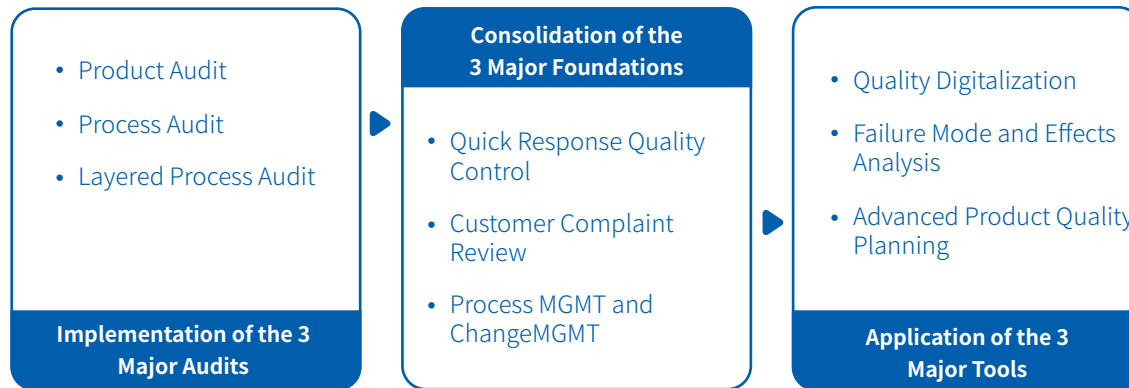 • Product Audit
• Process Audit
• Layered Process Audit
Implementation of the 3
Major Audits
Consolidation of the
3 Major Foundations
• Quick Response Quality
Control
• Customer Complaint
Review
• Process MGMT and
ChangeMGMT
• Quality Digitalization
• Failure Mode and Effects
Analysis
• Advanced Product Quality
Planning
Application of the 3
Major Tools